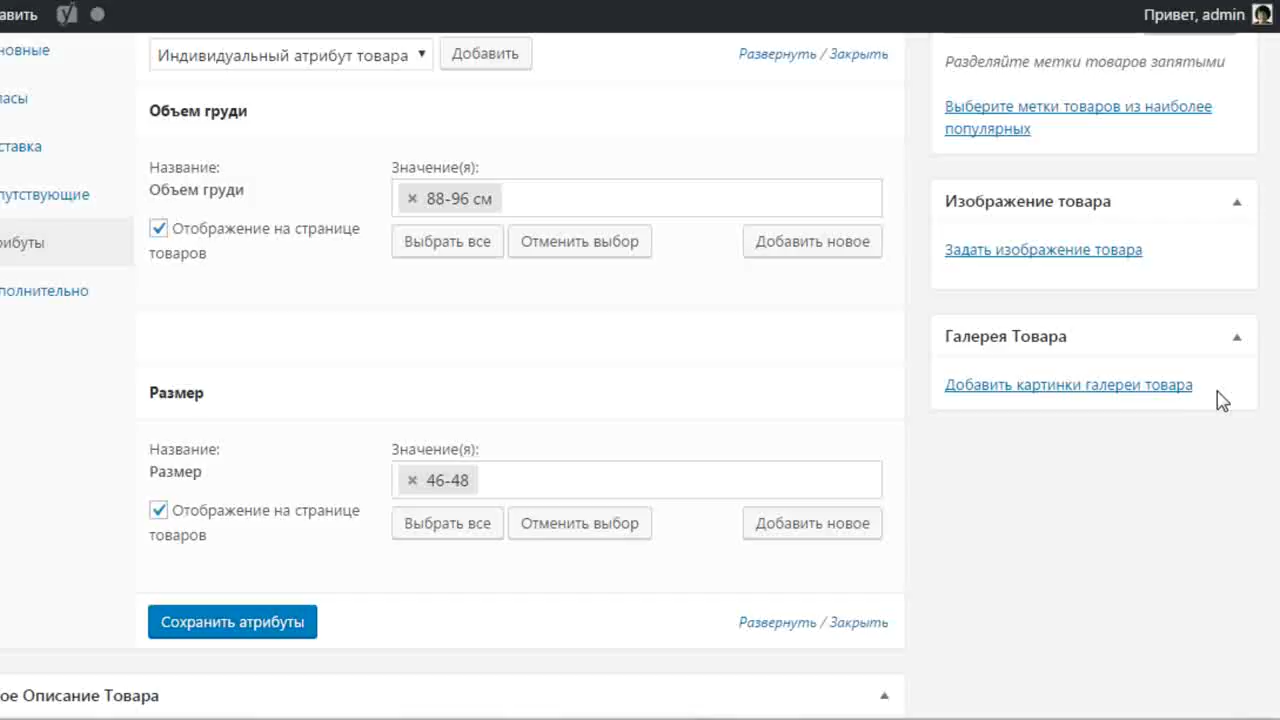 авить
Привет, admin
новные
пасы
ставка
путствующие
рибуты
полнительно
Индивидуальный атрибут товара
Добавить
Развернуть / Закрыть
Объем груди
Название:
Объем груди
Отображение на странице
товаров
Значение(я):
× 88-96 см
Выбрать все
Отменить выбор
Добавить новое
Размер
Название:
Размер
Отображение на странице
товаров
Значение(я):
× 46-48
Выбрать все
Отменить выбор
Добавить новое
Сохранить атрибуты
Развернуть / Закрыть
ое Описание Товара
Разделяйте метки товаров запятыми
Выберите метки товаров из наиболее
популярных
Изображение товара
Задать изображение товара
Галерея Товара
Добавить картинки галереи товара